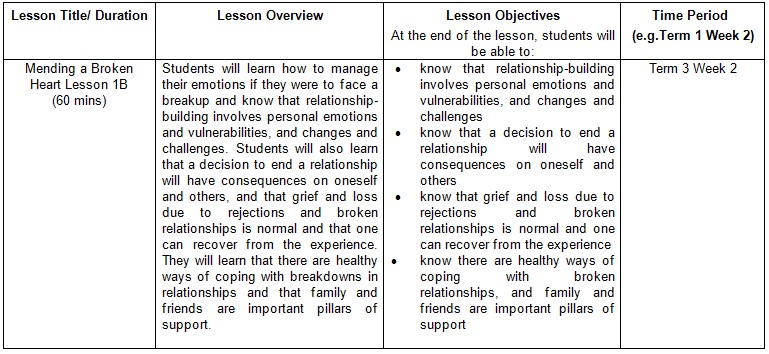 Lesson Title/ Duration
Lesson Overview
Lesson Objectives
At the end of the lesson, students will
be able to:
Time Period
(e.g.Term 1 Week 2)
Mending a Broken
Heart Lesson 1B
(60 mins)
Students will learn how to manage
their emotions if they were to face a
breakup and know that relationship-
building involves personal emotions
and vulnerabilities, and changes and
challenges. Students will also learn
that a decision to end a relationship
will have consequences on oneself
and others, and that grief and loss
due to rejections and broken
relationships is normal and that one
can recover from the experience.
They will learn that there are healthy
ways of coping with breakdowns in
relationships and that family and
friends are important pillars of
support.
• know that relationship-building
involves personal emotions and
vulnerabilities, and changes and
challenges
• know that a decision to end a
relationship will have
consequences on oneself and
others
• know that grief and loss due to
rejections and broken
relationships is normal and one
can recover from the experience
• know there are healthy ways of
coping with broken
relationships, and family and
friends are important pillars of
support
Term 3 Week 2